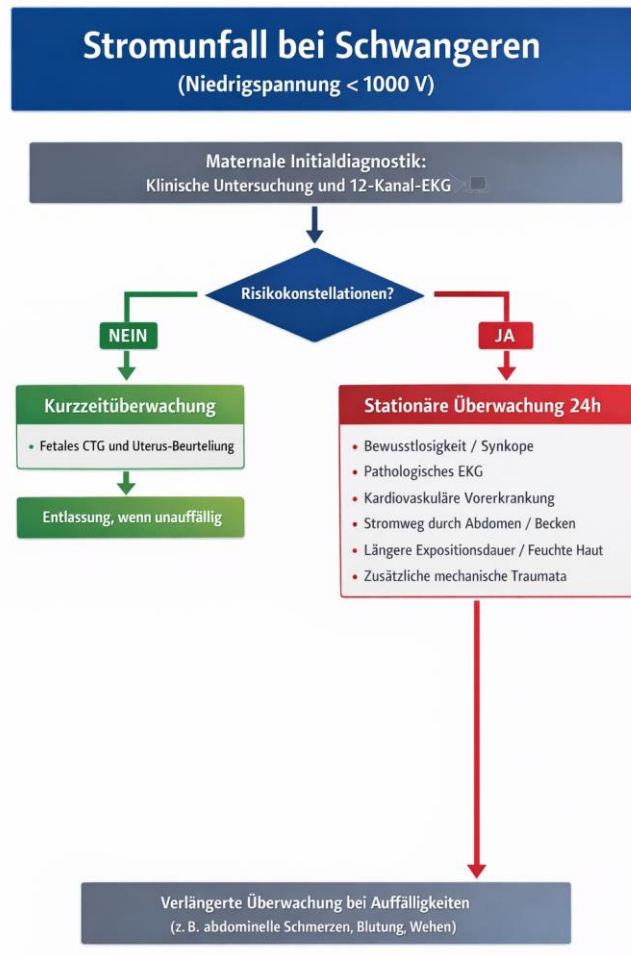 Stromunfall bei Schwangeren
(Niedrigspannung < 1000 V)
Maternale Initialdiagnostik:
Klinische Untersuchung und 12-Kanal-EKG
Risikokonstellationen?
NEIN
JA
Kurzzeitüberwachung
• Fetales CTG und Uterus-Beurteliung
Entlassung, wenn unauffällig
Stationäre Überwachung 24h
• Bewusstlosigkeit / Synkope
• Pathologisches EKG
• Kardiovaskuläre Vorerkrankung
• Stromweg durch Abdomen / Becken
• Längere Expositionsdauer / Feuchte Haut
• Zusätzliche mechanische Traumata
Verlängerte Überwachung bei Auffälligkeiten
(z. B. abdominelle Schmerzen, Blutung, Wehen)